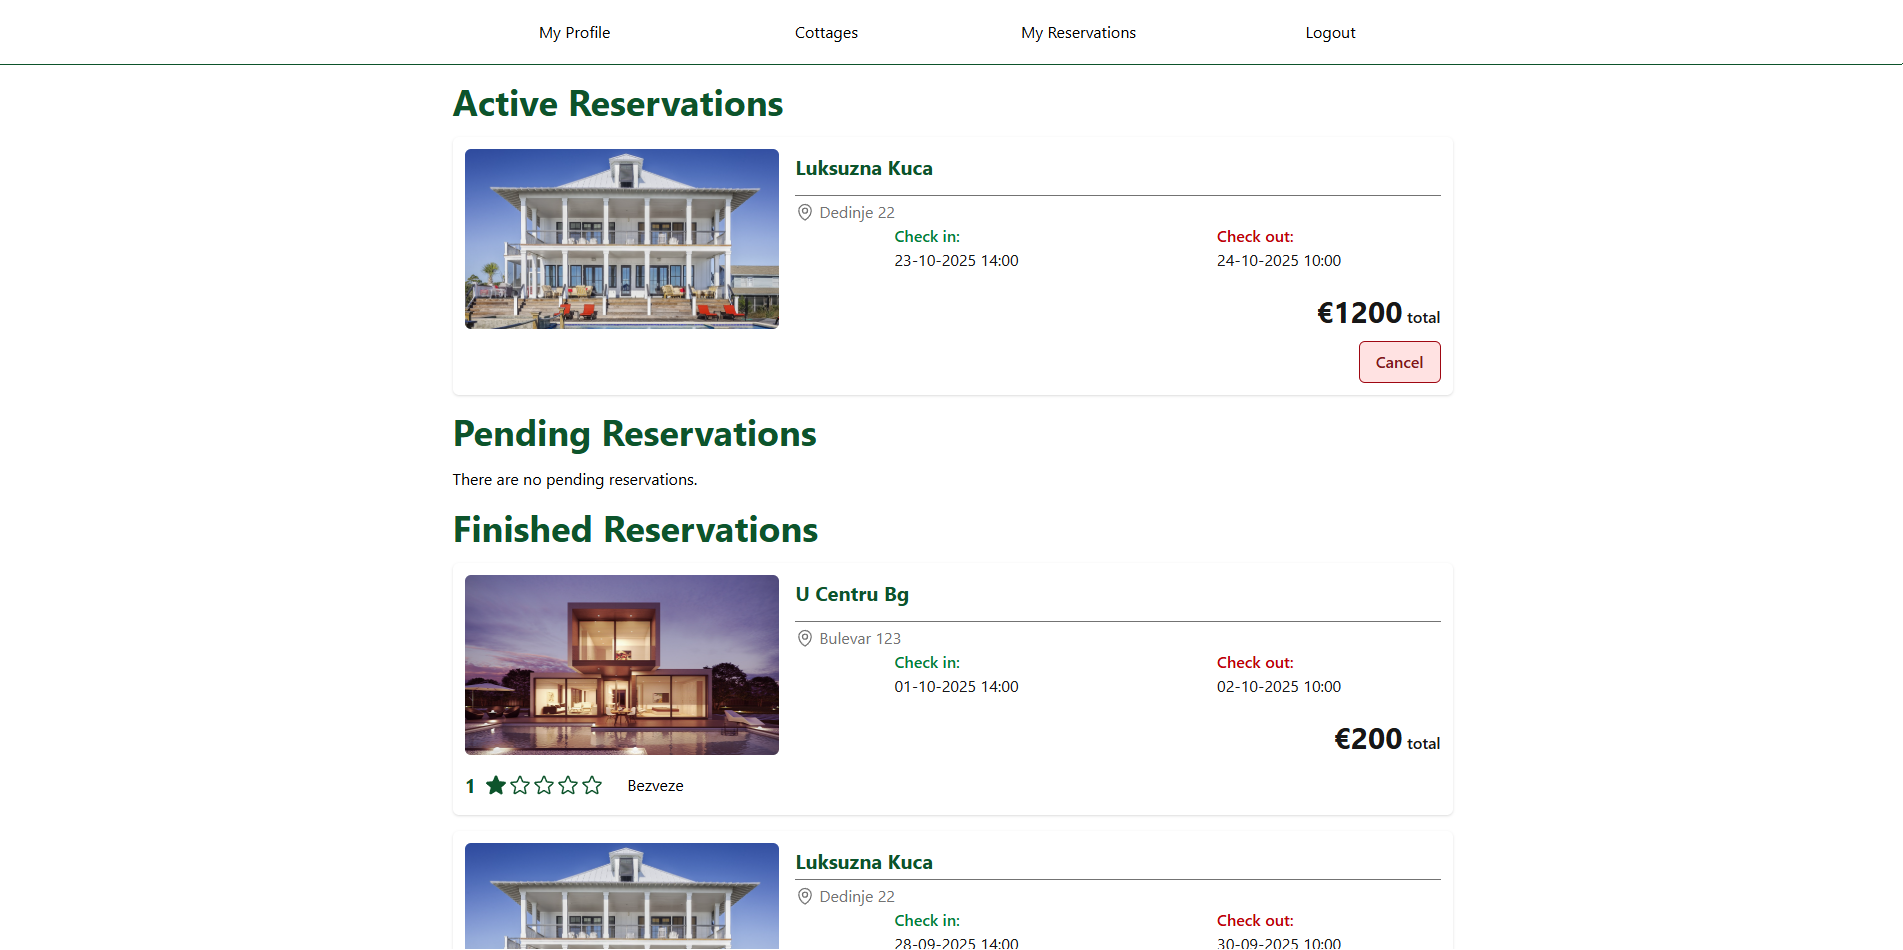 My Profile Cottages My Reservations Logout
Active Reservations
Luksuzna Kuca
Dedinje 22
Check in: Check out:
23-10-2025 14:00 24-10-2025 10:00
€1200 total
Cancel
Pending Reservations
There are no pending reservations.
Finished Reservations
U Centru Bg
Bulevar 123
Check in: Check out:
01-10-2025 14:00 02-10-2025 10:00
€200 total
1 Bezveze
Luksuzna Kuca
Dedinje 22
Check in: Check out:
28-09-2025 14:00 30-09-2025 10:00